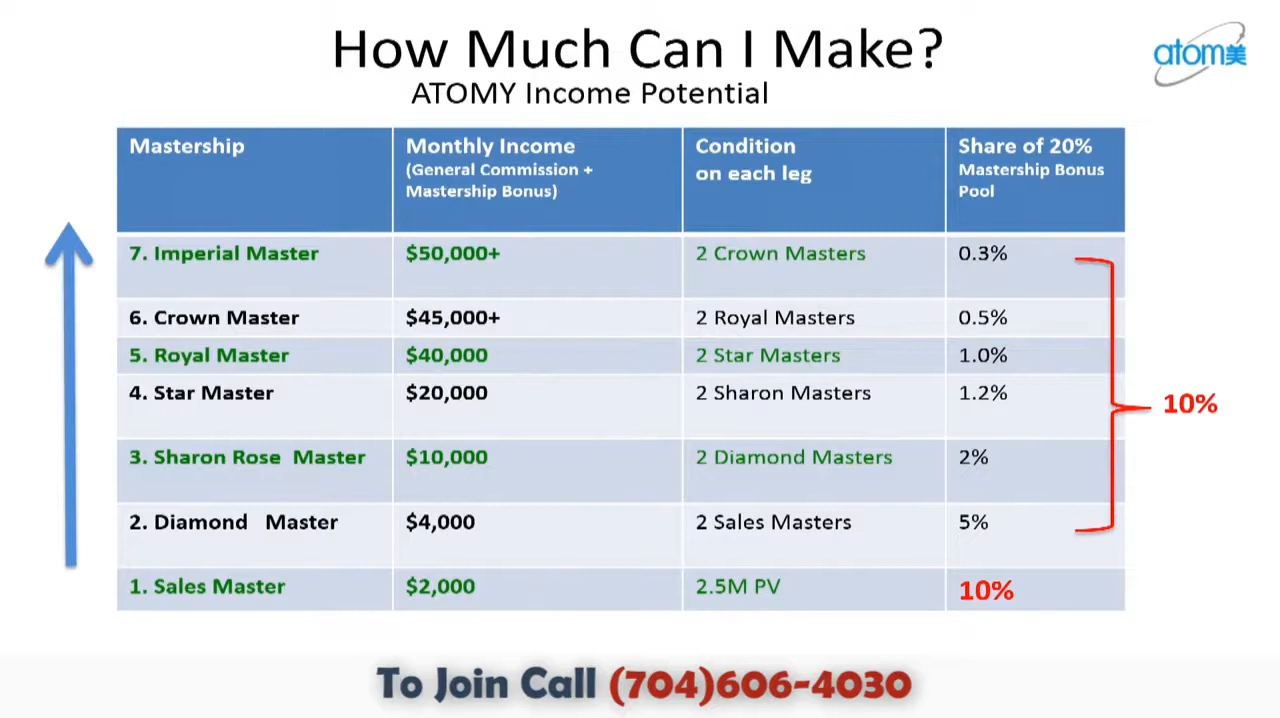 How Much Can I Make?
ATOMY Income Potential
atom美
Mastership
Monthly Income
(General Commission +
Mastership Bonus)
Condition
on each leg
Share of 20%
Mastership Bonus
Pool
7. Imperial Master $50,000+ 2 Crown Masters 0.3%
6. Crown Master $45,000+ 2 Royal Masters 0.5%
5. Royal Master $40,000 2 Star Masters 1.0%
4. Star Master $20,000 2 Sharon Masters 1.2%
10%
3. Sharon Rose Master $10,000 2 Diamond Masters 2%
2. Diamond Master $4,000 2 Sales Masters 5%
1. Sales Master $2,000 2.5M PV 10%
To Join Call (704)606-4030